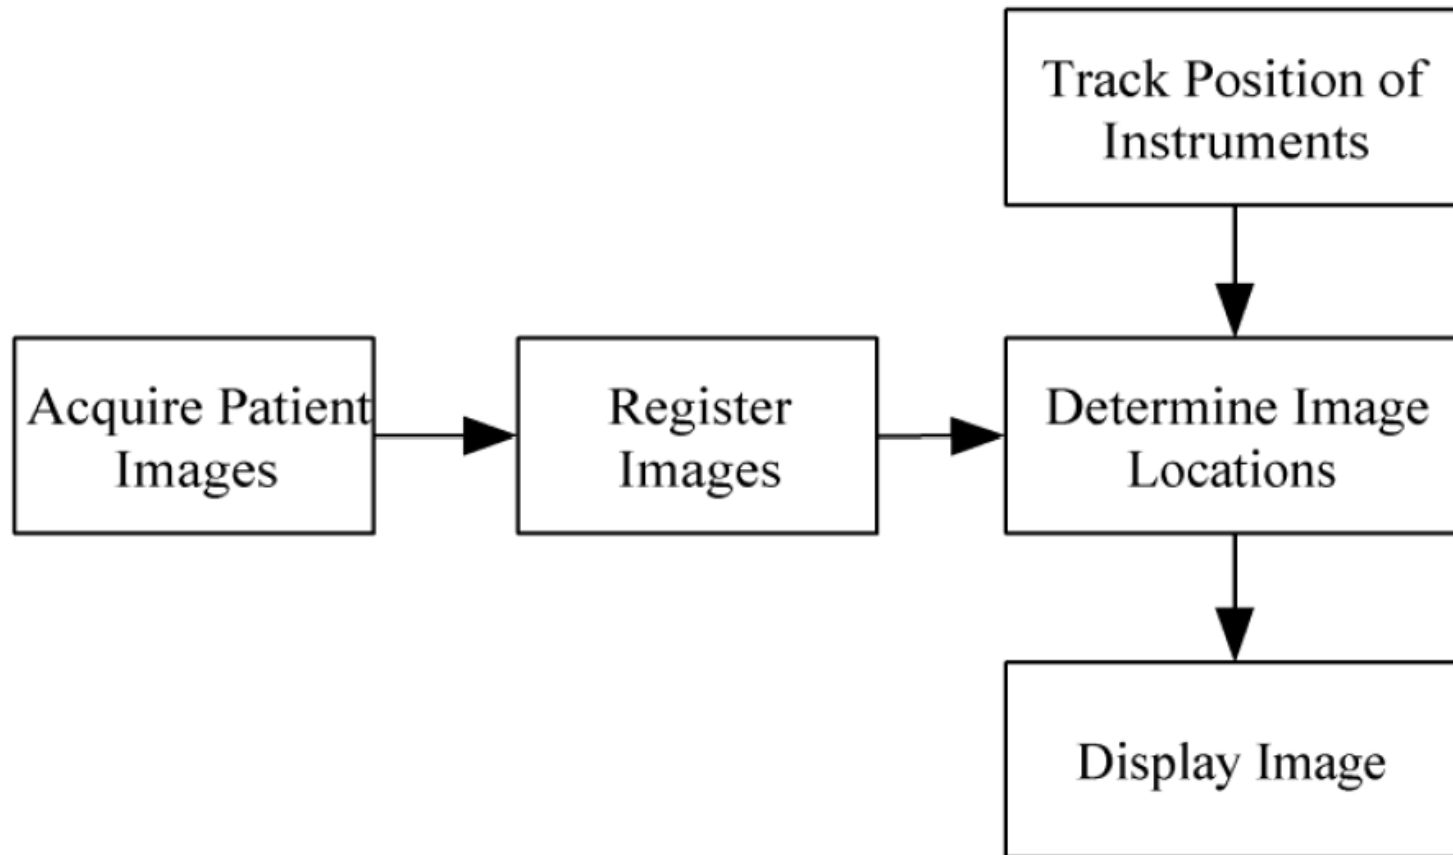 Track Position of
Instruments
Acquire Patient
Images
Register
Images
Determine Image
Locations
Display Image